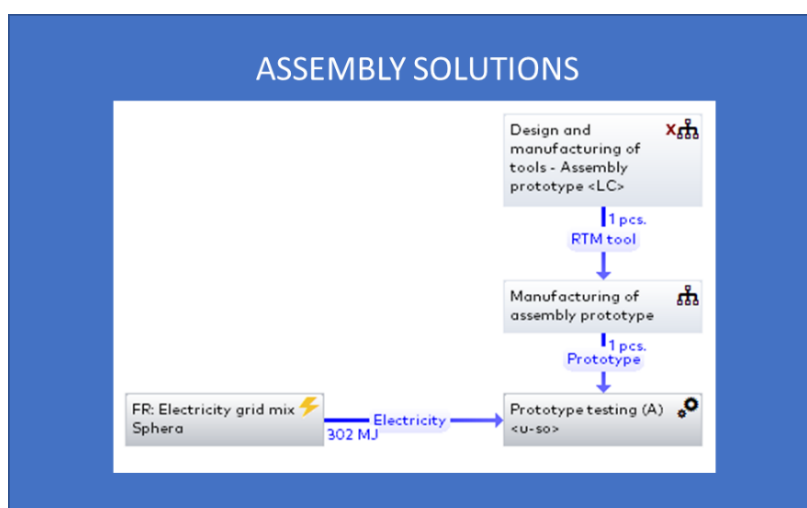 ASSEMBLY SOLUTIONS
Design and
manufacturing of
tools - Assembly
prototype <LC>
X
1 pcs.
RTM tool
Manufacturing of
assembly prototype
1 pcs.
Prototype
FR: Electricity grid mix
Sphera
Electricity
302 MJ
Prototype testing (A)
<u-so>